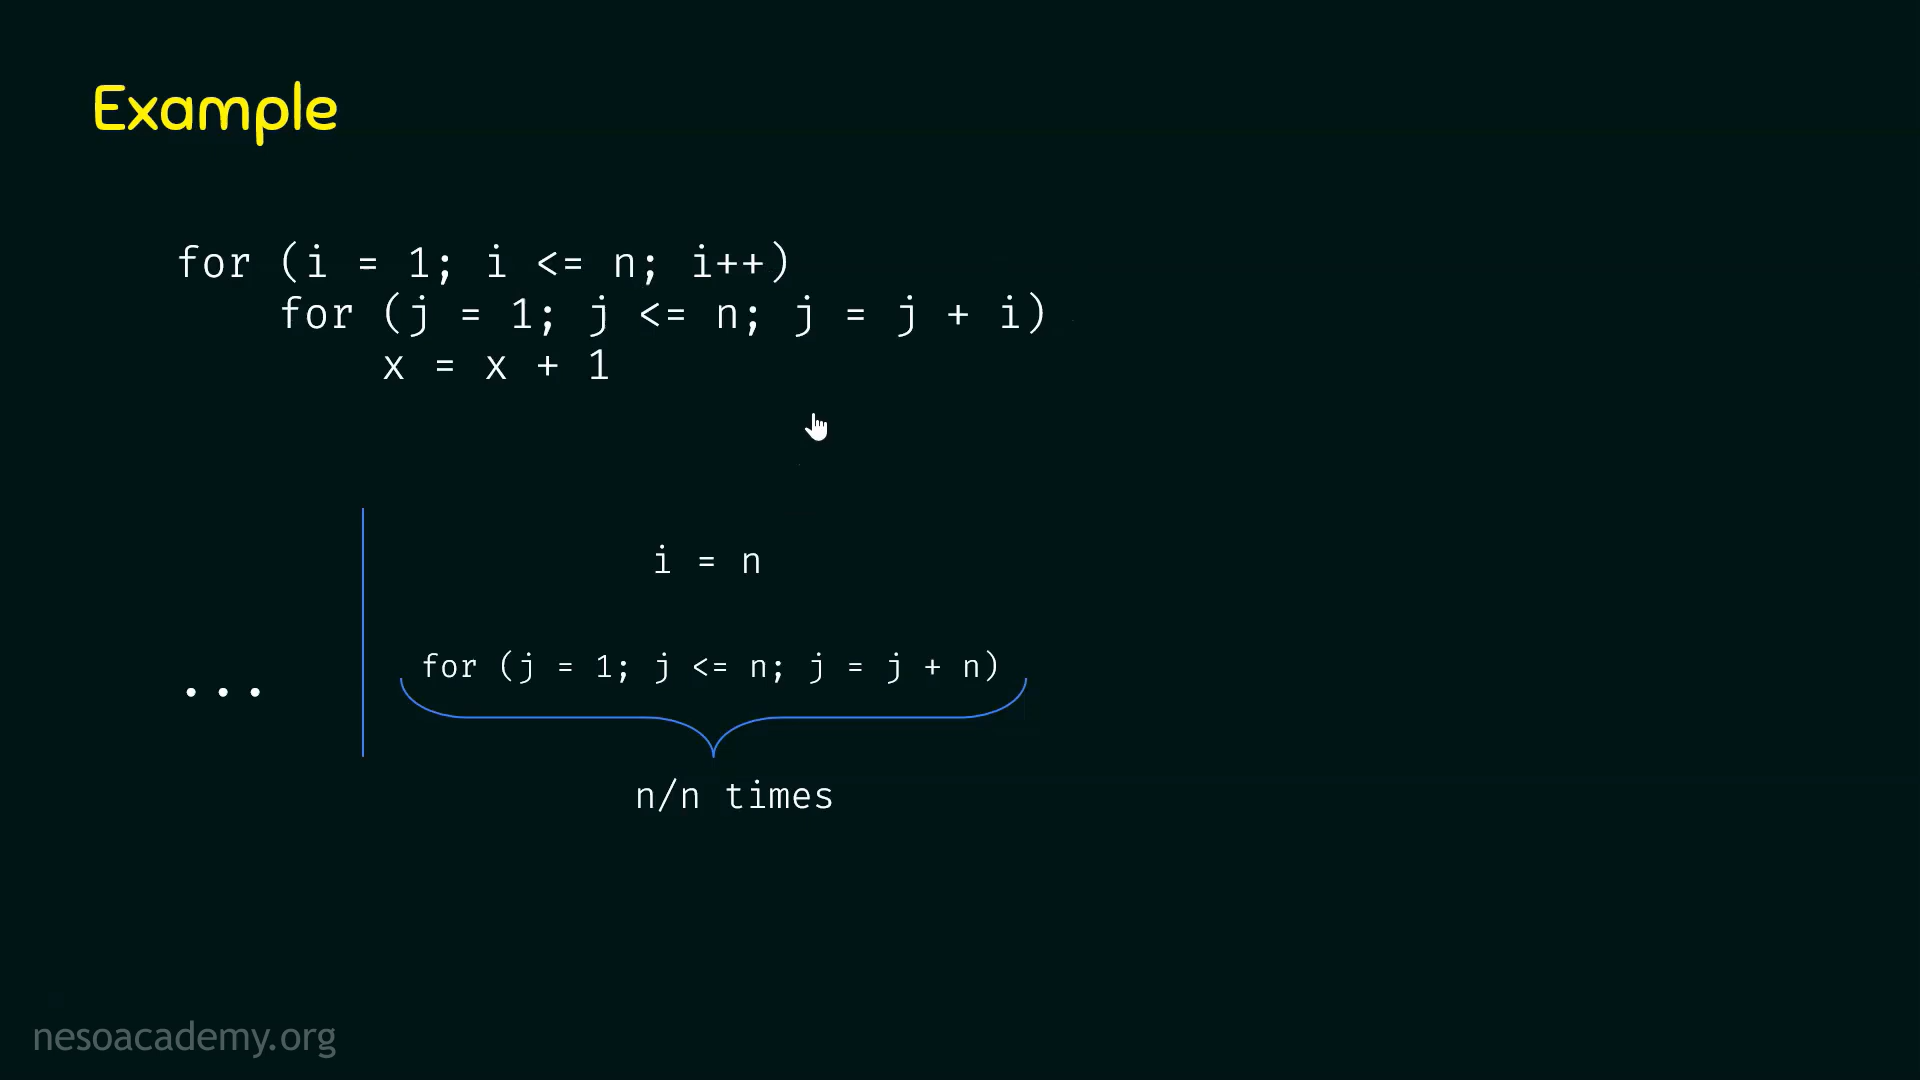 Example
for (i = 1; i <= n; i++)
for (j = 1; j <= n; j = j + i)
x = x + 1
i = n
for (j = 1; j <= n; j = j + n)
...
n/n times
nesoacademy.org